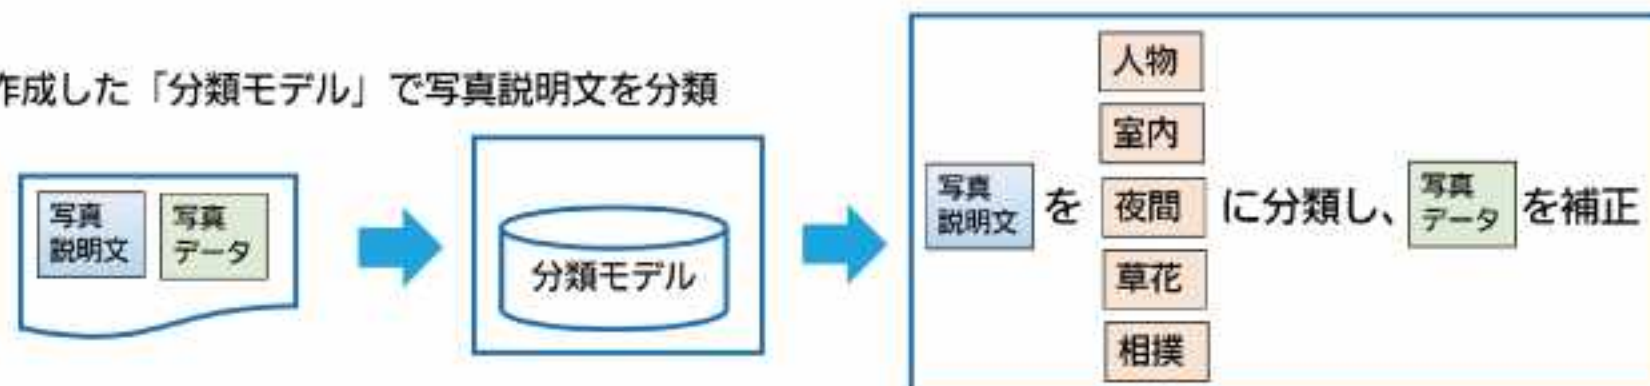 作成した「分類モデル」で写真説明文を分類
写真
説明文
写真
データ
分類モデル
写真
説明文
を
人物
室内
夜間
草花
相撲
に分類し、
写真
データ
を補正